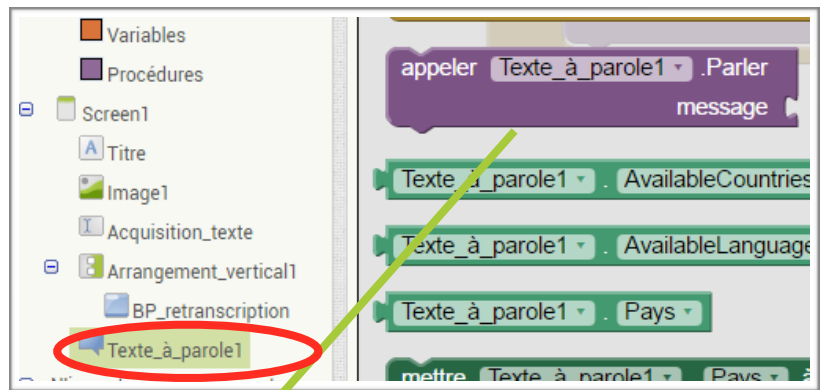 Variables
Procédures
Screen1
Titre
Image1
Acquisition_texte
Arrangement_vertical1
BP_retranscription
Texte_à_parole1
appeler Texte_à_parole1 .Parler
message
Texte_à_parole1 . AvailableCountries
Texte_à_parole1 . AvailableLanguage
Texte_à_parole1 . Pays
mettre Texte_à_parole1 . Pays à